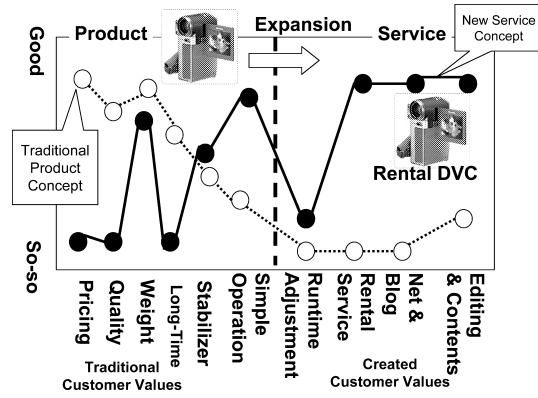 Product
Expansion
Service
New Service
Concept
Good
So-so
Traditional
Product
Concept
Rental DVC
Pricing
Quality
Weight
Long-Time
Stabilizer
Simple
Operation
Runtime
Adjustment
Rental
Service
Net &
Blog
Editing
& Contents
Traditional
Customer Values
Created
Customer Values